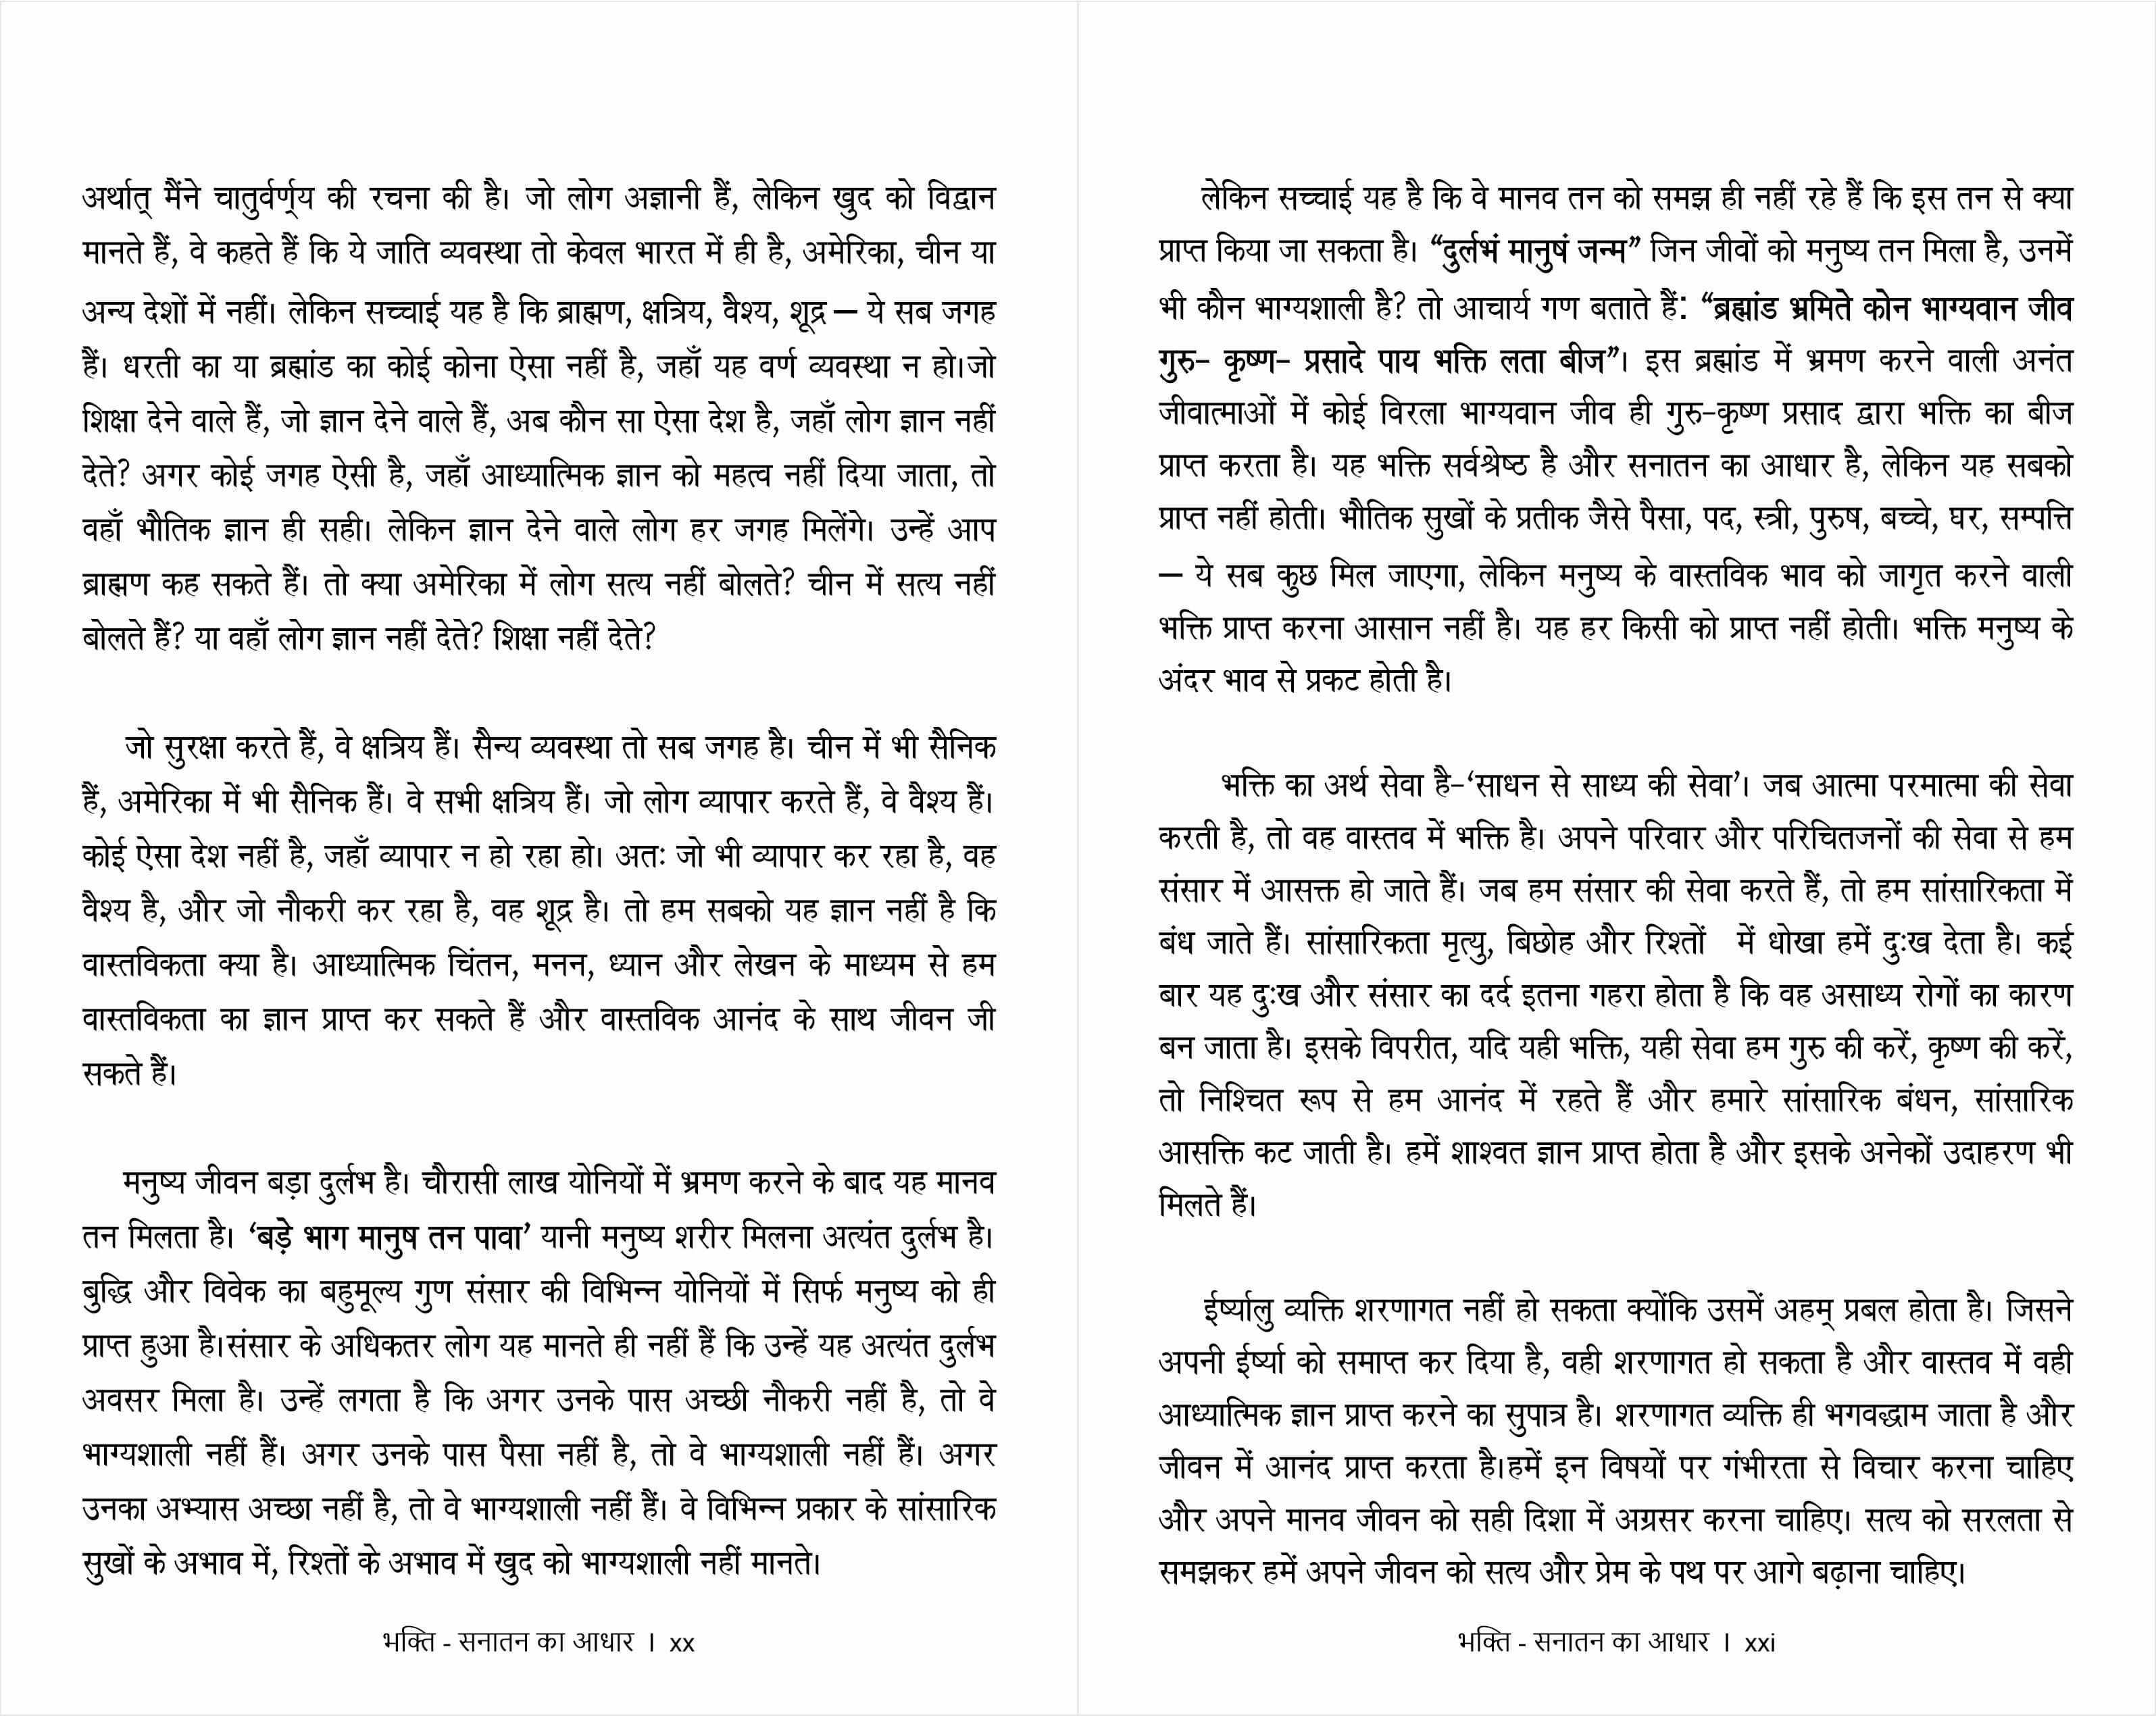 अर्थात् मैंने चातुर्वर्ण्य की रचना की है। जो लोग अज्ञानी हैं, लेकिन खुद को विद्वान
मानते हैं, वे कहते हैं कि ये जाति व्यवस्था तो केवल भारत में ही है, अमेरिका, चीन या
अन्य देशों में नहीं। लेकिन सच्चाई यह है कि ब्राह्मण, क्षत्रिय, वैश्य, शूद्र – ये सब जगह
हैं। धरती का या ब्रह्मांड का कोई कोना ऐसा नहीं है, जहाँ यह वर्ण व्यवस्था न हो।जो
शिक्षा देने वाले हैं, जो ज्ञान देने वाले हैं, अब कौन सा ऐसा देश है, जहाँ लोग ज्ञान नहीं
देते? अगर कोई जगह ऐसी है, जहाँ आध्यात्मिक ज्ञान को महत्व नहीं दिया जाता, तो
वहाँ भौतिक ज्ञान ही सही। लेकिन ज्ञान देने वाले लोग हर जगह मिलेंगे। उन्हें आप
ब्राह्मण कह सकते हैं। तो क्या अमेरिका में लोग सत्य नहीं बोलते? चीन में सत्य नहीं
बोलते हैं? या वहाँ लोग ज्ञान नहीं देते? शिक्षा नहीं देते?
जो सुरक्षा करते हैं, वे क्षत्रिय हैं। सैन्य व्यवस्था तो सब जगह है। चीन में भी सैनिक
हैं, अमेरिका में भी सैनिक हैं। वे सभी क्षत्रिय हैं। जो लोग व्यापार करते हैं, वे वैश्य हैं।
कोई ऐसा देश नहीं है, जहाँ व्यापार न हो रहा हो। अतः जो भी व्यापार कर रहा है, वह
वैश्य है, और जो नौकरी कर रहा है, वह शूद्र है। तो हम सबको यह ज्ञान नहीं है कि
वास्तविकता क्या है। आध्यात्मिक चिंतन, मनन, ध्यान और लेखन के माध्यम से हम
वास्तविकता का ज्ञान प्राप्त कर सकते हैं और वास्तविक आनंद के साथ जीवन जी
सकते हैं।
मनुष्य जीवन बड़ा दुर्लभ है। चौरासी लाख योनियों में भ्रमण करने के बाद यह मानव
तन मिलता है। ‘बड़े भाग मानुष तन पावा’ यानी मनुष्य शरीर मिलना अत्यंत दुर्लभ है।
बुद्धि और विवेक का बहुमूल्य गुण संसार की विभिन्न योनियों में सिर्फ मनुष्य को ही
प्राप्त हुआ है।संसार के अधिकतर लोग यह मानते ही नहीं हैं कि उन्हें यह अत्यंत दुर्लभ
अवसर मिला है। उन्हें लगता है कि अगर उनके पास अच्छी नौकरी नहीं है, तो वे
भाग्यशाली नहीं हैं। अगर उनके पास पैसा नहीं है, तो वे भाग्यशाली नहीं हैं। अगर
उनका अभ्यास अच्छा नहीं है, तो वे भाग्यशाली नहीं हैं। वे विभिन्न प्रकार के सांसारिक
सुखों के अभाव में, रिश्तों के अभाव में खुद को भाग्यशाली नहीं मानते।
भक्ति - सनातन का आधार । xx
लेकिन सच्चाई यह है कि वे मानव तन को समझ ही नहीं रहे हैं कि इस तन से क्या
प्राप्त किया जा सकता है। “दुर्लभं मानुषं जन्म” जिन जीवों को मनुष्य तन मिला है, उनमें
भी कौन भाग्यशाली है? तो आचार्य गण बताते हैं: “ब्रह्मांड भ्रमिते कोन भाग्यवान जीव
गुरु- कृष्ण- प्रसादे पाय भक्ति लता बीज”। इस ब्रह्मांड में भ्रमण करने वाली अनंत
जीवात्माओं में कोई विरला भाग्यवान जीव ही गुरु-कृष्ण प्रसाद द्वारा भक्ति का बीज
प्राप्त करता है। यह भक्ति सर्वश्रेष्ठ है और सनातन का आधार है, लेकिन यह सबको
प्राप्त नहीं होती। भौतिक सुखों के प्रतीक जैसे पैसा, पद, स्त्री, पुरुष, बच्चे, घर, सम्पत्ति
– ये सब कुछ मिल जाएगा, लेकिन मनुष्य के वास्तविक भाव को जागृत करने वाली
भक्ति प्राप्त करना आसान नहीं है। यह हर किसी को प्राप्त नहीं होती। भक्ति मनुष्य के
अंदर भाव से प्रकट होती है।
भक्ति का अर्थ सेवा है-‘साधन से साध्य की सेवा’। जब आत्मा परमात्मा की सेवा
करती है, तो वह वास्तव में भक्ति है। अपने परिवार और परिचितजनों की सेवा से हम
संसार में आसक्त हो जाते हैं। जब हम संसार की सेवा करते हैं, तो हम सांसारिकता में
बंध जाते हैं। सांसारिकता मृत्यु, बिछोह और रिश्तों में धोखा हमें दुःख देता है। कई
बार यह दुःख और संसार का दर्द इतना गहरा होता है कि वह असाध्य रोगों का कारण
बन जाता है। इसके विपरीत, यदि यही भक्ति, यही सेवा हम गुरु की करें, कृष्ण की करें,
तो निश्चित रूप से हम आनंद में रहते हैं और हमारे सांसारिक बंधन, सांसारिक
आसक्ति कट जाती है। हमें शाश्वत ज्ञान प्राप्त होता है और इसके अनेकों उदाहरण भी
मिलते हैं।
ईर्ष्यालु व्यक्ति शरणागत नहीं हो सकता क्योंकि उसमें अहम् प्रबल होता है। जिसने
अपनी ईर्ष्या को समाप्त कर दिया है, वही शरणागत हो सकता है और वास्तव में वही
आध्यात्मिक ज्ञान प्राप्त करने का सुपात्र है। शरणागत व्यक्ति ही भगवद्धाम जाता है और
जीवन में आनंद प्राप्त करता है।हमें इन विषयों पर गंभीरता से विचार करना चाहिए
और अपने मानव जीवन को सही दिशा में अग्रसर करना चाहिए। सत्य को सरलता से
समझकर हमें अपने जीवन को सत्य और प्रेम के पथ पर आगे बढ़ाना चाहिए।
भक्ति - सनातन का आधार । xxi